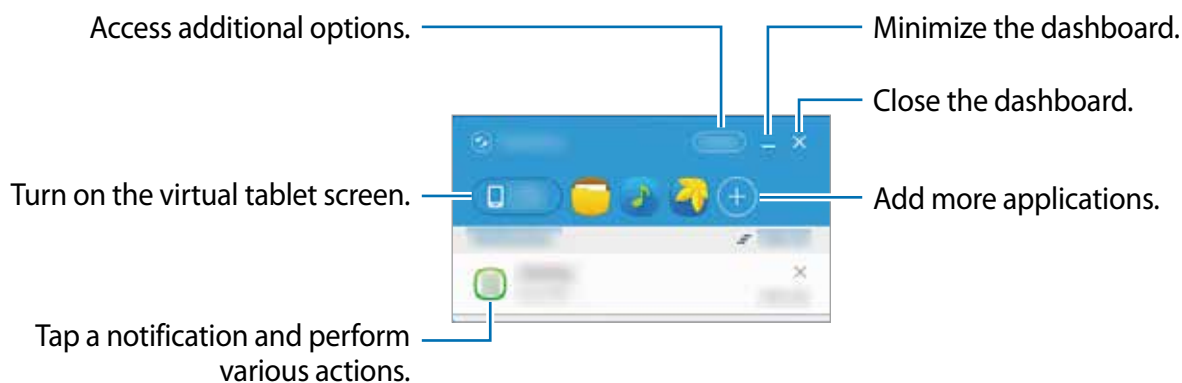 Access additional options.
Minimize the dashboard.
Close the dashboard.
Turn on the virtual tablet screen.
Add more applications.
Tap a notification and perform
various actions.